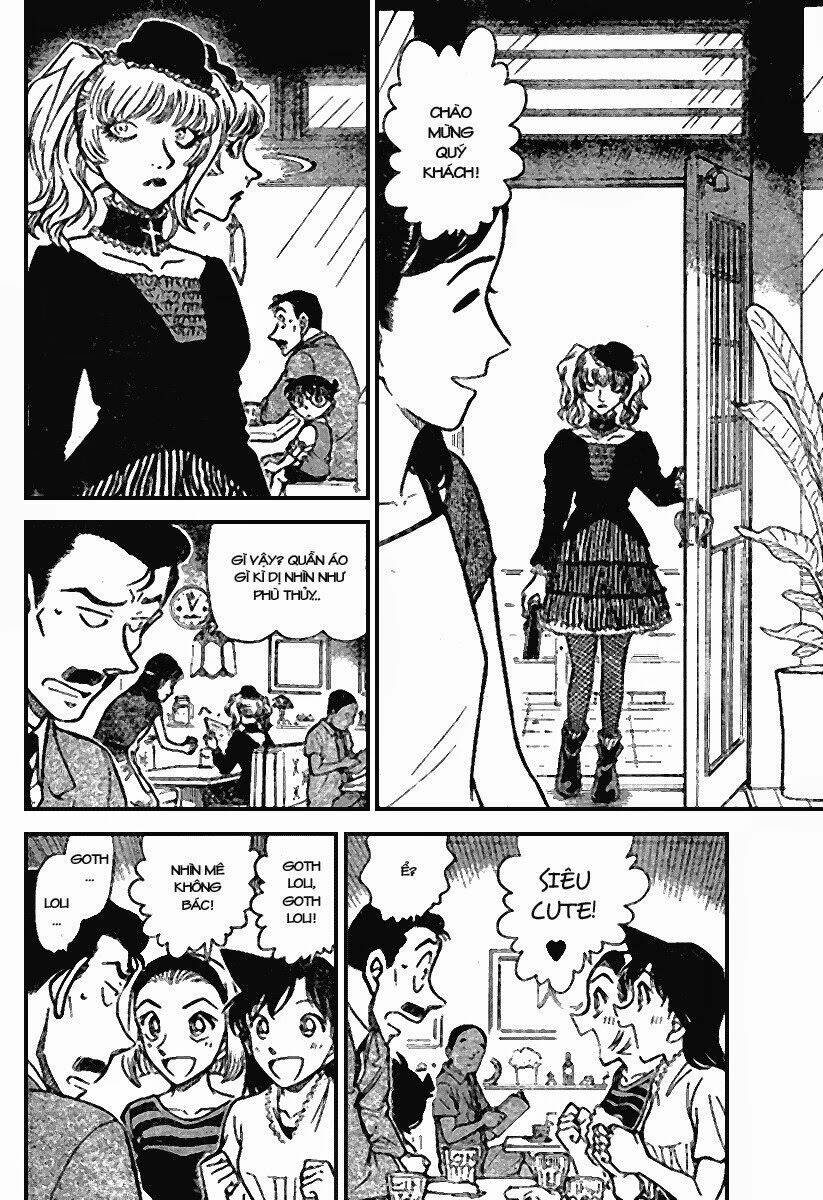 CHÀO
MỪNG
QUÝ
KHÁCH!
GÌ VẬY? QUẦN ÁO
GÌ KÌ DỊ NHÌN NHƯ
PHÙ THỦY..
GOTH
...
LOLI
...
NHÌN MÊ
KHÔNG
BÁC!
GOTH
LOLI,
GOTH
LOLI!
Ể?
SIÊU
CUTE!